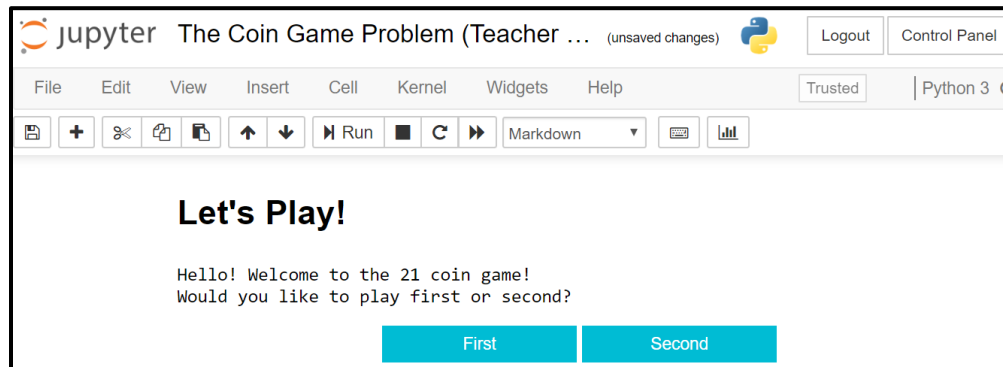 jupyter The Coin Game Problem (Teacher ... (unsaved changes) Logout Control Panel
File Edit View Insert Cell Kernel Widgets Help Trusted Python 3
Run Markdown
Let's Play!
Hello! Welcome to the 21 coin game!
Would you like to play first or second?
First Second